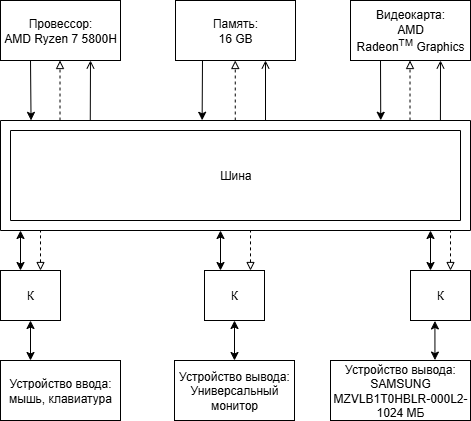 Провессор:
AMD Ryzen 7 5800H
Память:
16 GB
Видеокарта:
AMD
Radeon™ Graphics
Шина
К
К
К
Устройство ввода:
мышь, клавиатура
Устройство вывода:
Универсальный
монитор
Устройство вывода:
SAMSUNG
MZVLB1T0HBLR-000L2-
1024 МБ